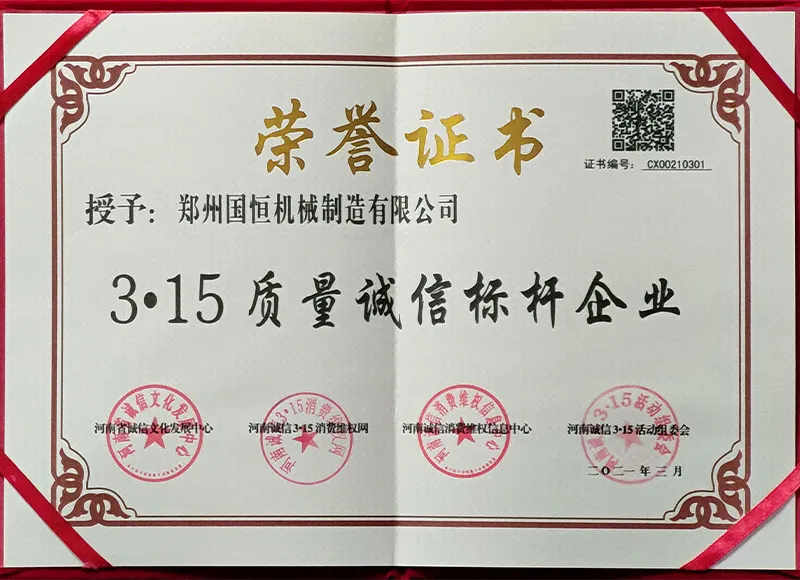 荣誉证书
证书编号： CX00210301
授予：郑州国恒机械制造有限公司
3·15质量诚信标杆企业
河南省诚信文化发展中心
河南诚信3·15消费维权网
河南诚信消费维权信息中心
河南诚信3·15活动组委会
二〇二一年三月